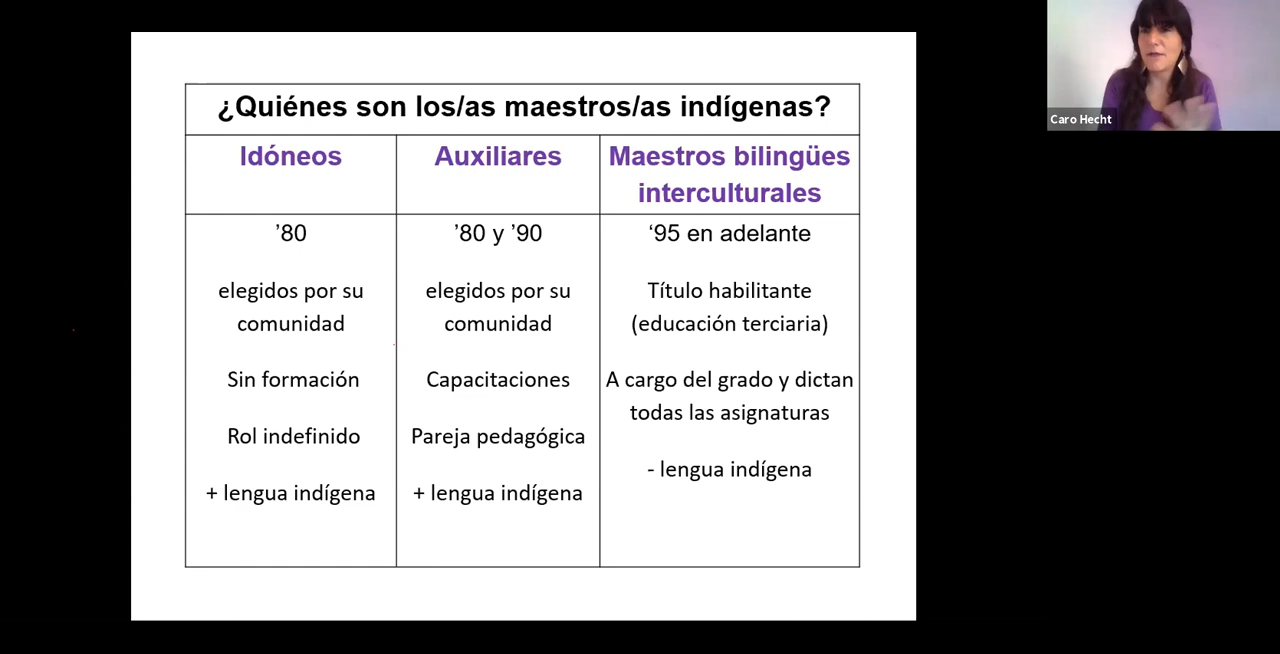 ¿Quiénes son los/as maestros/as indígenas?
Idóneos
Auxiliares
Maestros bilingües
interculturales
’80
elegidos por su
comunidad
Sin formación
Rol indefinido
+ lengua indígena
’80 y ’90
elegidos por su
comunidad
Capacitaciones
Pareja pedagógica
+ lengua indígena
‘95 en adelante
Título habilitante
(educación terciaria)
A cargo del grado y dictan
todas las asignaturas
- lengua indígena
Caro Hecht